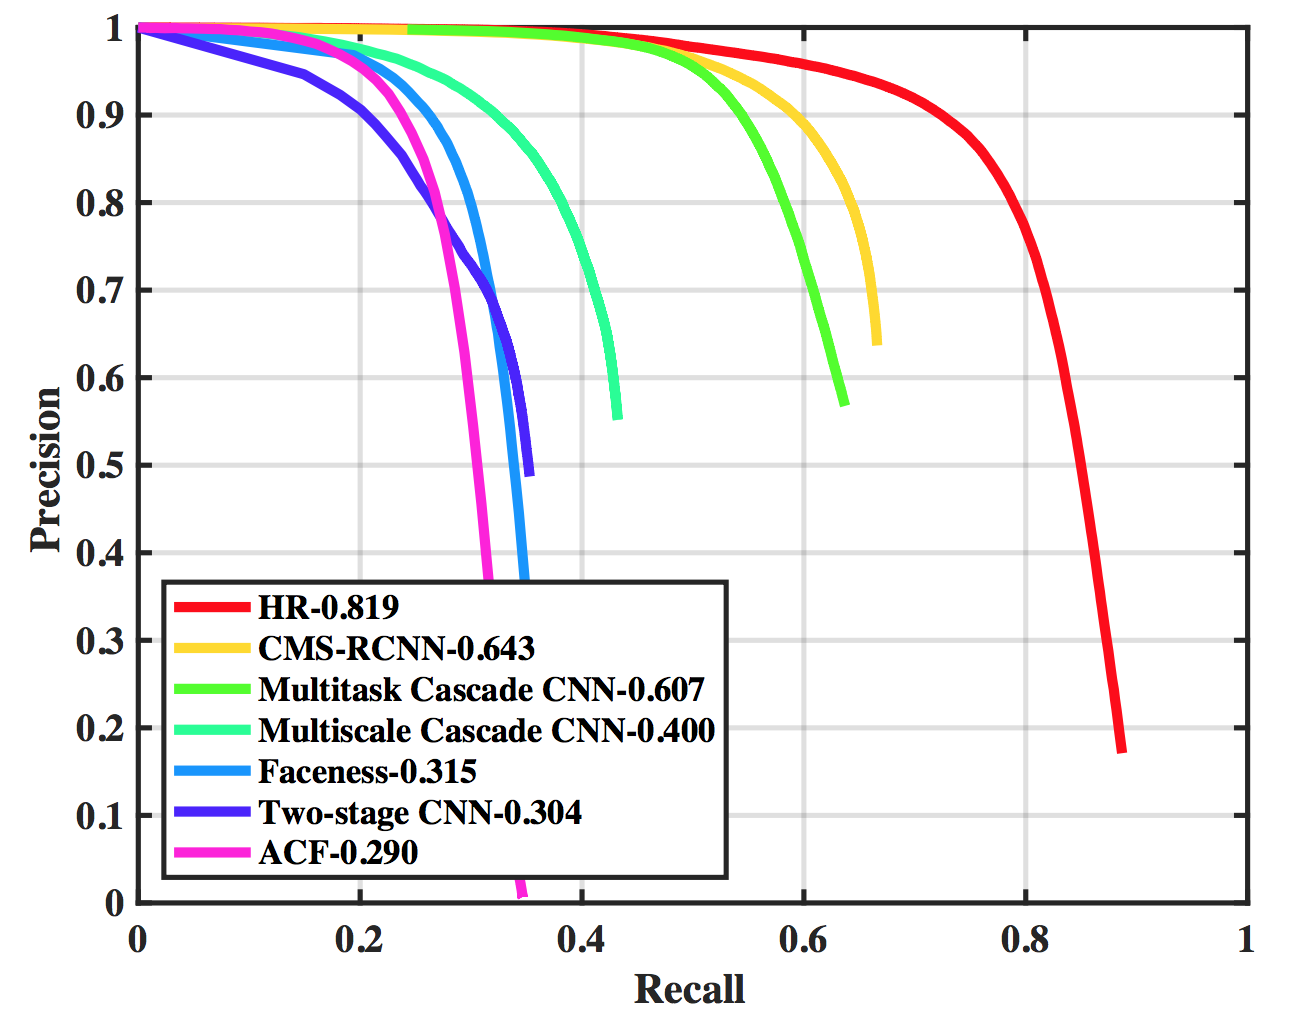 1
0.9
0.8
0.7
0.6
0.5
0.4
0.3
0.2
0.1
0
Precision
HR-0.819
CMS-RCNN-0.643
Multitask Cascade CNN-0.607
Multiscale Cascade CNN-0.400
Faceness-0.315
Two-stage CNN-0.304
ACF-0.290
0 0.2 0.4 0.6 0.8 1
Recall